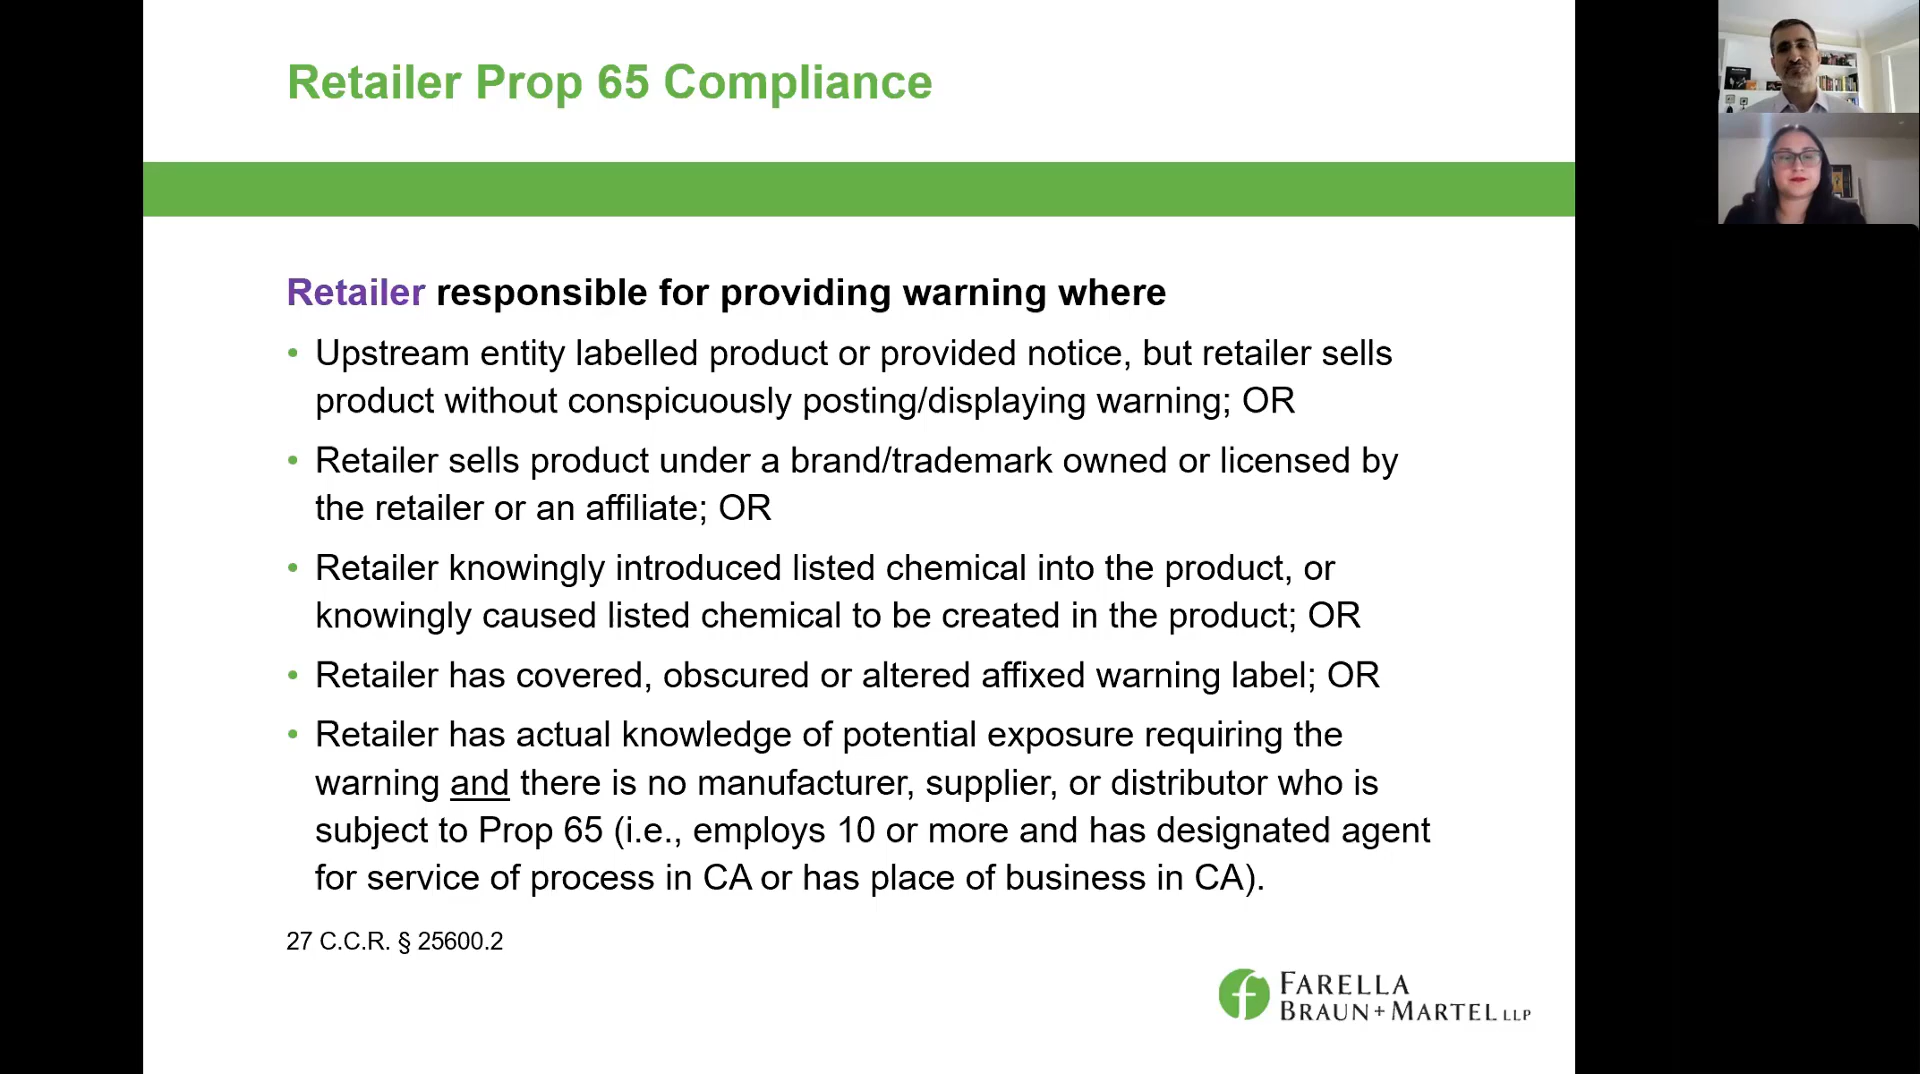 Retailer Prop 65 Compliance
Retailer responsible for providing warning where
• Upstream entity labelled product or provided notice, but retailer sells
product without conspicuously posting/displaying warning; OR
• Retailer sells product under a brand/trademark owned or licensed by
the retailer or an affiliate; OR
• Retailer knowingly introduced listed chemical into the product, or
knowingly caused listed chemical to be created in the product; OR
• Retailer has covered, obscured or altered affixed warning label; OR
• Retailer has actual knowledge of potential exposure requiring the
warning and there is no manufacturer, supplier, or distributor who is
subject to Prop 65 (i.e., employs 10 or more and has designated agent
for service of process in CA or has place of business in CA).
27 C.C.R. § 25600.2
f FARELLA
BRAUN+MARTEL LLP